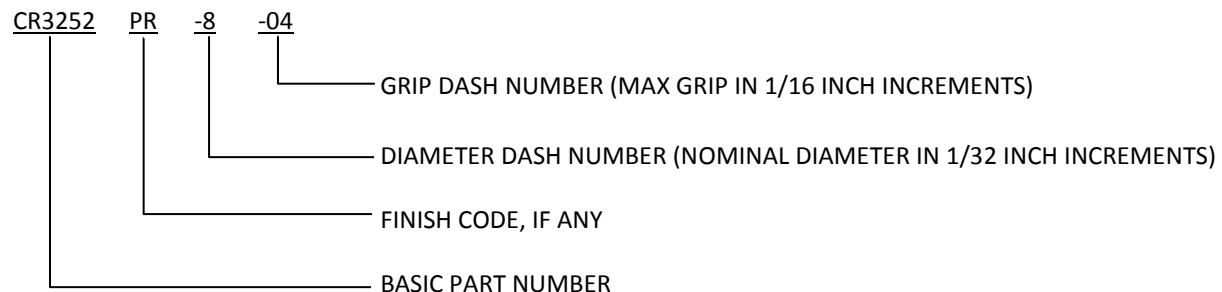 CR3252 PR -8 -04
GRIP DASH NUMBER (MAX GRIP IN 1/16 INCH INCREMENTS)
DIAMETER DASH NUMBER (NOMINAL DIAMETER IN 1/32 INCH INCREMENTS)
FINISH CODE, IF ANY
BASIC PART NUMBER